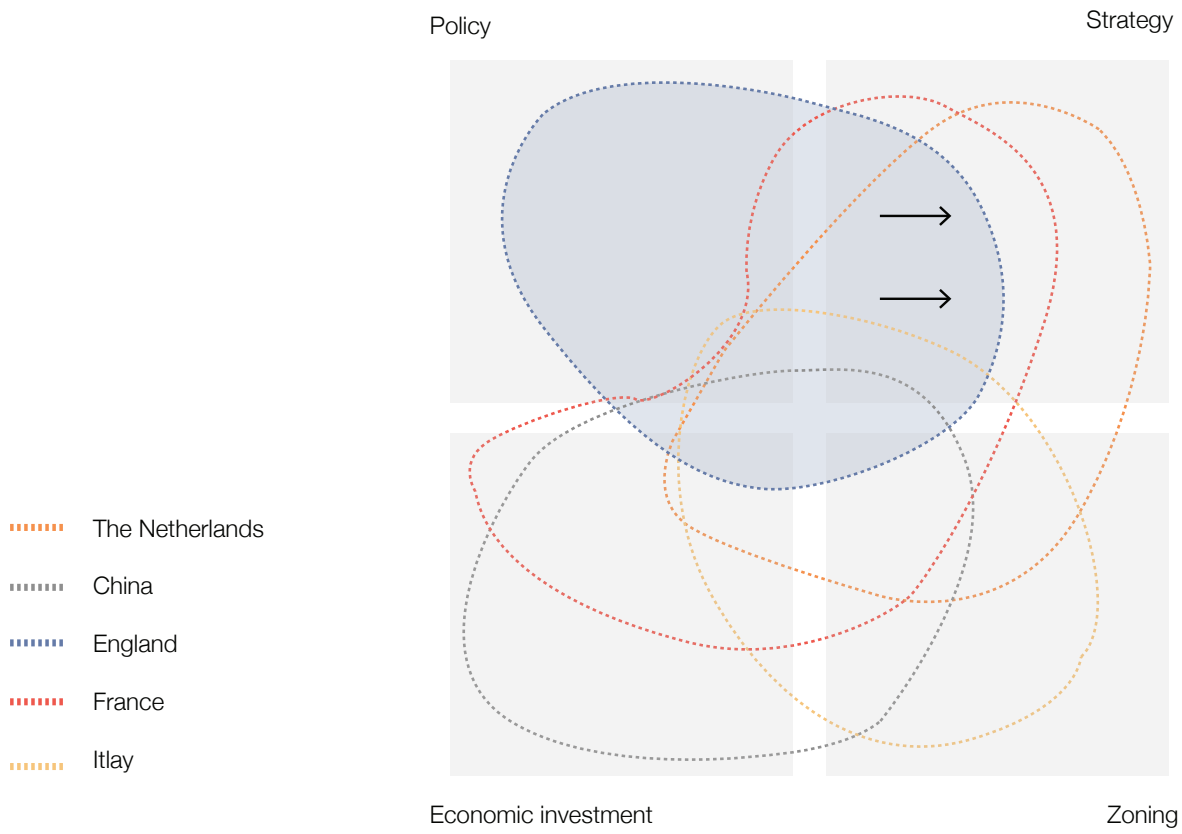 Policy
Strategy
The Netherlands
China
England
France
Itlay
Economic investment
Zoning